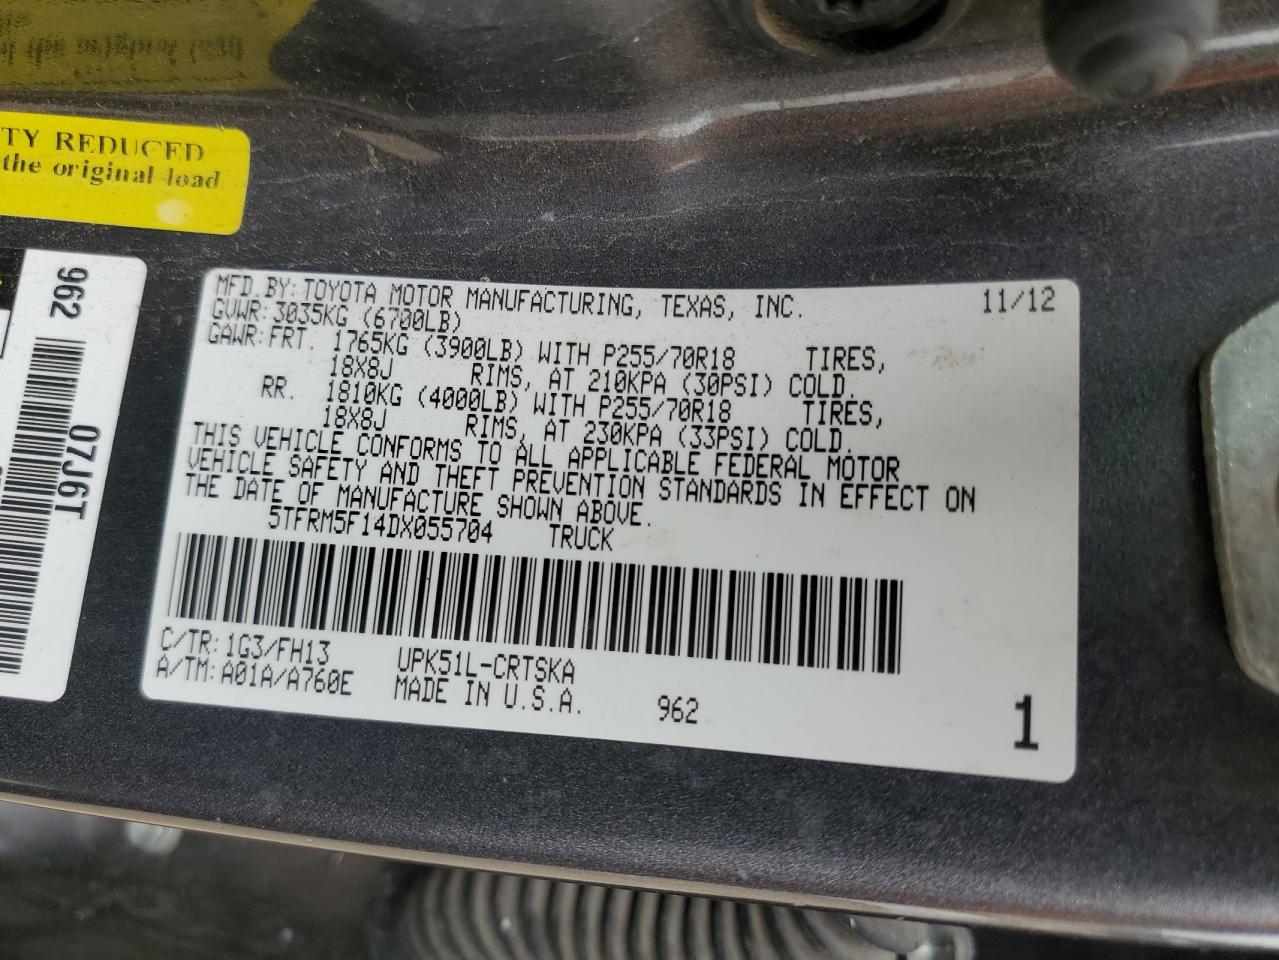 TY REDUCED
the original load
962
07J6T
MFD. BY: TOYOTA MOTOR MANUFACTURING, TEXAS, INC. 11/12
GVWR: 3035KG (6700LB)
GAWR: FRT. 1765KG (3900LB) WITH P255/70R18 TIRES,
18X8J RIMS, AT 210KPA (30PSI) COLD.
RR. 1810KG (4000LB) WITH P255/70R18 TIRES,
18X8J RIMS, AT 230KPA (33PSI) COLD.
THIS VEHICLE CONFORMS TO ALL APPLICABLE FEDERAL MOTOR
VEHICLE SAFETY AND THEFT PREVENTION STANDARDS IN EFFECT ON
THE DATE OF MANUFACTURE SHOWN ABOVE.
5TFRM5F14DX055704 TRUCK
C/TR: 1G3/FH13 UPK51L-CRTSKA
A/TM: A01A/A760E MADE IN U.S.A. 962 1